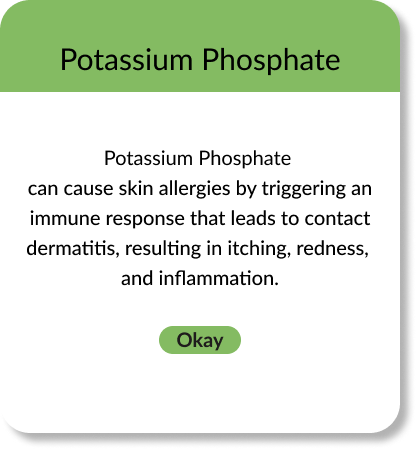 Potassium Phosphate
Potassium Phosphate
can cause skin allergies by triggering an
immune response that leads to contact
dermatitis, resulting in itching, redness,
and inflammation.
Okay